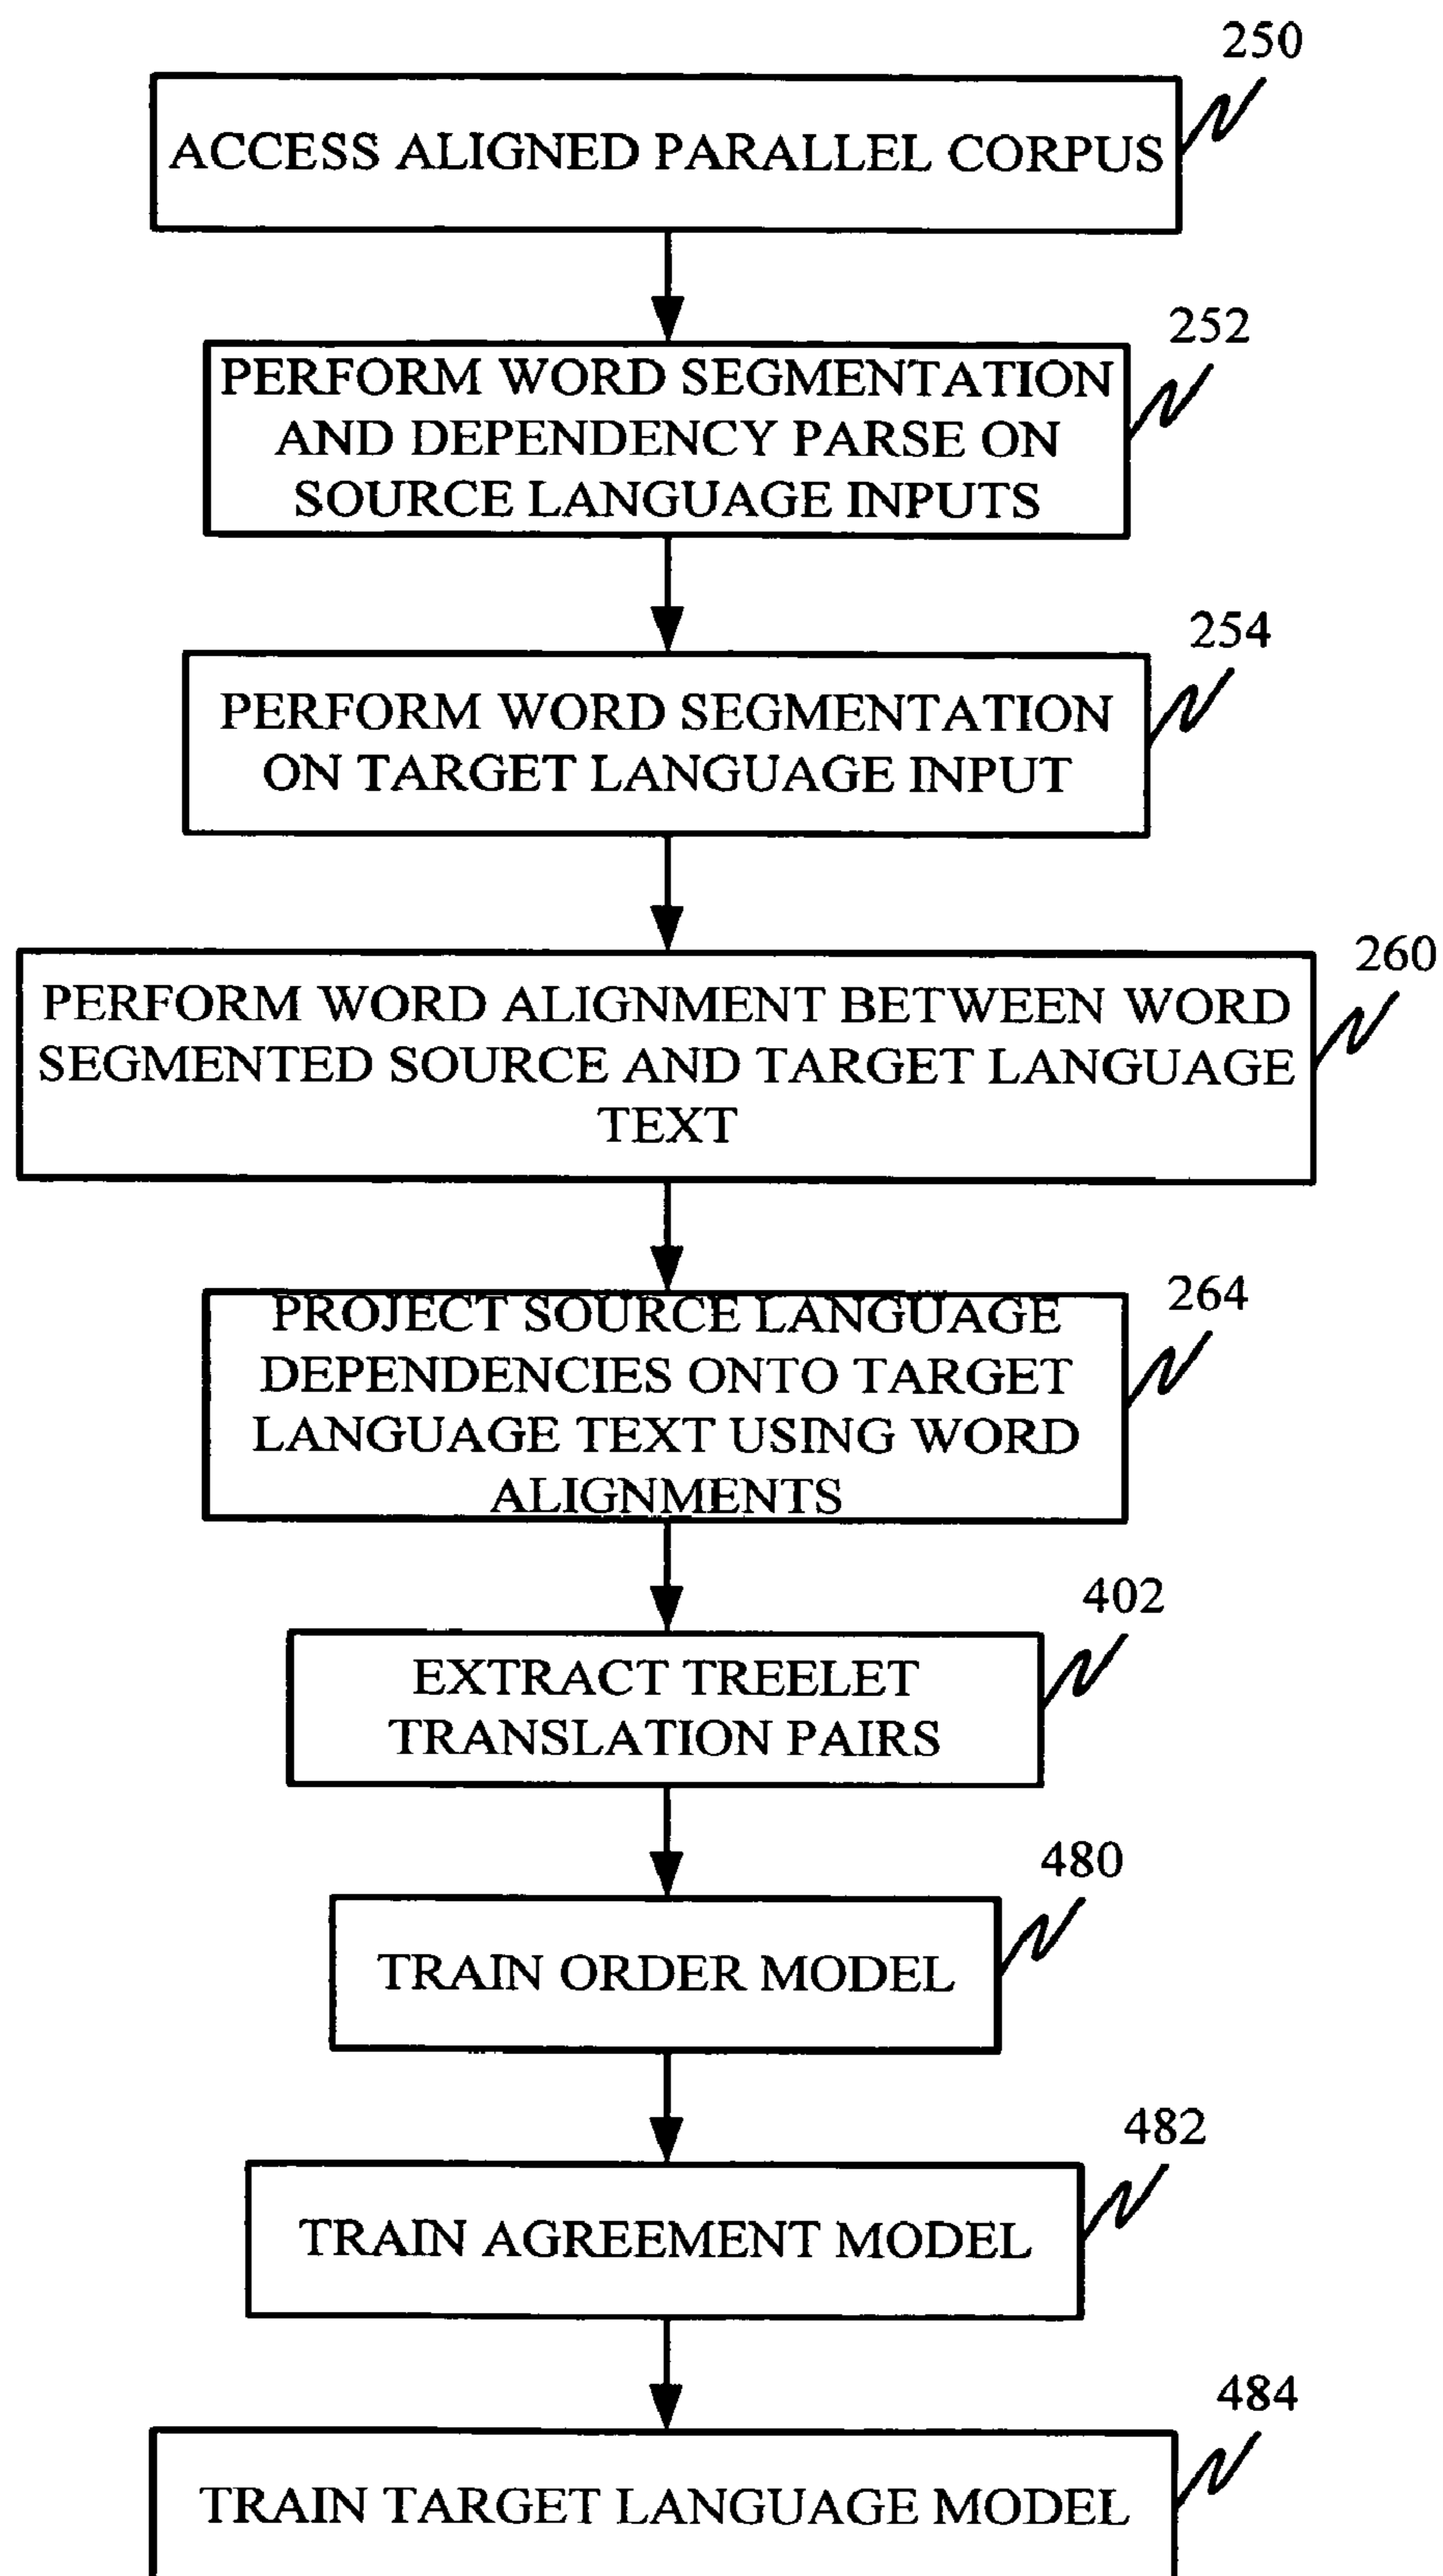 250
ACCESS ALIGNED PARALLEL CORPUS
252
PERFORM WORD SEGMENTATION
AND DEPENDENCY PARSE ON
SOURCE LANGUAGE INPUTS
254
PERFORM WORD SEGMENTATION
ON TARGET LANGUAGE INPUT
260
PERFORM WORD ALIGNMENT BETWEEN WORD
SEGMENTED SOURCE AND TARGET LANGUAGE
TEXT
264
PROJECT SOURCE LANGUAGE
DEPENDENCIES ONTO TARGET
LANGUAGE TEXT USING WORD
ALIGNMENTS
402
EXTRACT TREELET
TRANSLATION PAIRS
480
TRAIN ORDER MODEL
482
TRAIN AGREEMENT MODEL
484
TRAIN TARGET LANGUAGE MODEL